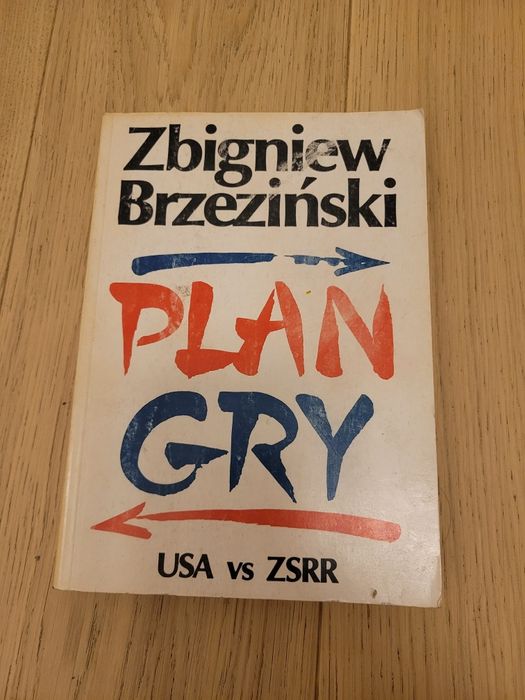 Zbigniew
Brzeziński
PLAN
GRY
USA vs ZSRR